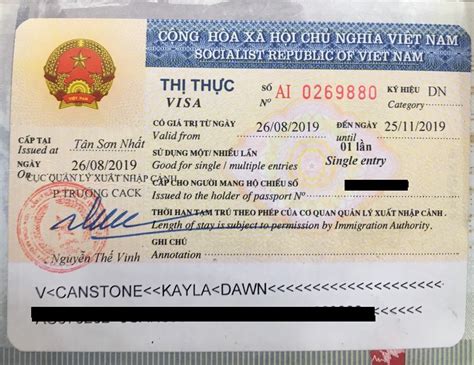 CỘNG HÒA XÃ HỘI CHỦ NGHĨA VIỆT NAM
SOCIALIST REPUBLIC OF VIET NAM
THỊ THỰC
VISA
SỐ
Nº AI 0269880
KÝ HIỆU DN
Category
CÓ GIÁ TRỊ TỪ NGÀY
Valid from 26/08/2019
ĐẾN NGÀY
until 25/11/2019
CẤP TẠI
Issued at Tân Sơn Nhất
NGÀY
On 26/08/2019
SỬ DỤNG MỘT/NHIỀU LẦN
Good for single / multiple entries
01 lần
Single entry
CỤC QUẢN LÝ XUẤT NHẬP CẢNH
P TRƯỞNG CACK
CẤP CHO NGƯỜI MANG HỘ CHIẾU SỐ
Issued to the holder of passport Nº
THỜI HẠN TẠM TRÚ THEO PHÉP CỦA CƠ QUAN QUẢN LÝ XUẤT NHẬP CẢNH.
Length of stay is subject to permission by Immigration Authority.
GHI CHÚ
Annotation
Nguyễn Thế Vinh
V<CANSTONE<<KAYLA<DAWN<<<<<<<<<<<<<<